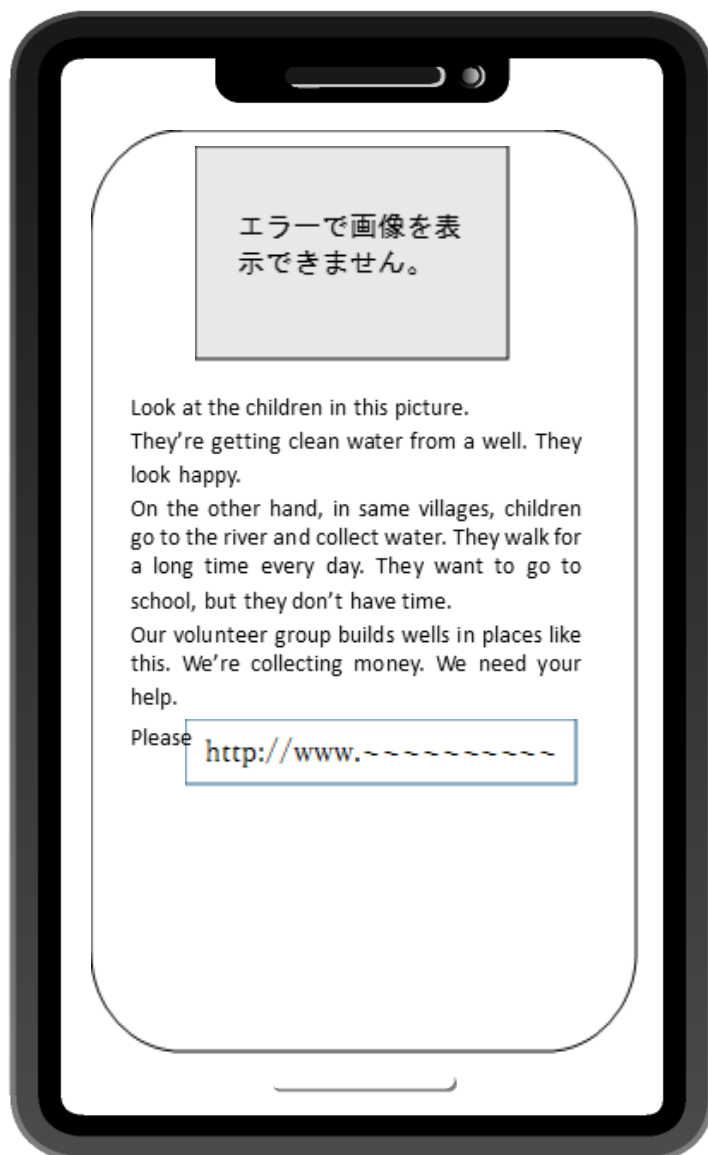 エラーで画像を表
示できません。
Look at the children in this picture.
They're getting clean water from a well. They
look happy.
On the other hand, in same villages, children
go to the river and collect water. They walk for
a long time every day. They want to go to
school, but they don't have time.
Our volunteer group builds wells in places like
this. We're collecting money. We need your
help.
Please
http://www.~~~~~~~~~~